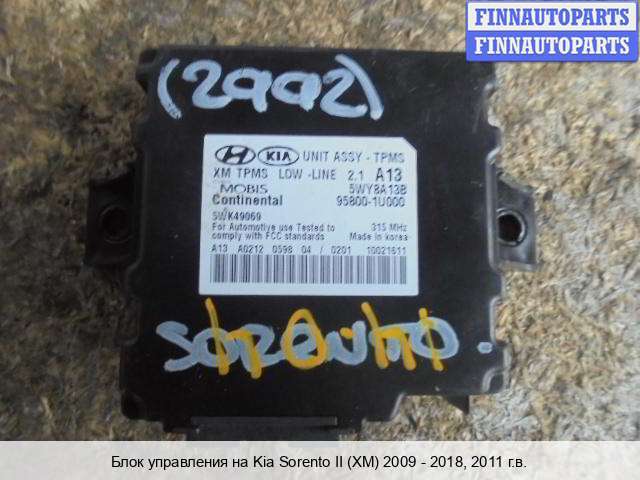 FINNAUTOPARTS
FINNAUTOPARTS
(2992)
HYUNDAI KIA UNIT ASSY - TPMS
XM TPMS LOW -LINE 2.1 A13
MOBIS 5WY8A13B
Continental 95800-1U000
5WK49069
For Automotive use Tested to 315 MHz
comply with FCC standards Made in korea
A13 A0212 0598 04 / 0201 10021611
SORENTO
Блок управления на Kia Sorento II (XM) 2009 - 2018, 2011 г.в.